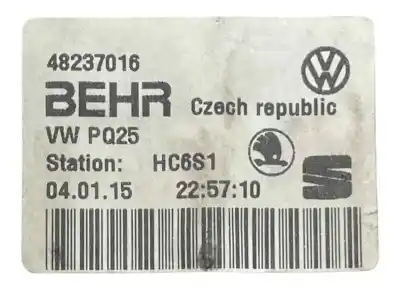 48237016
BEHR Czech republic
VW PQ25
Station: HC6S1
04.01.15 22:57:10